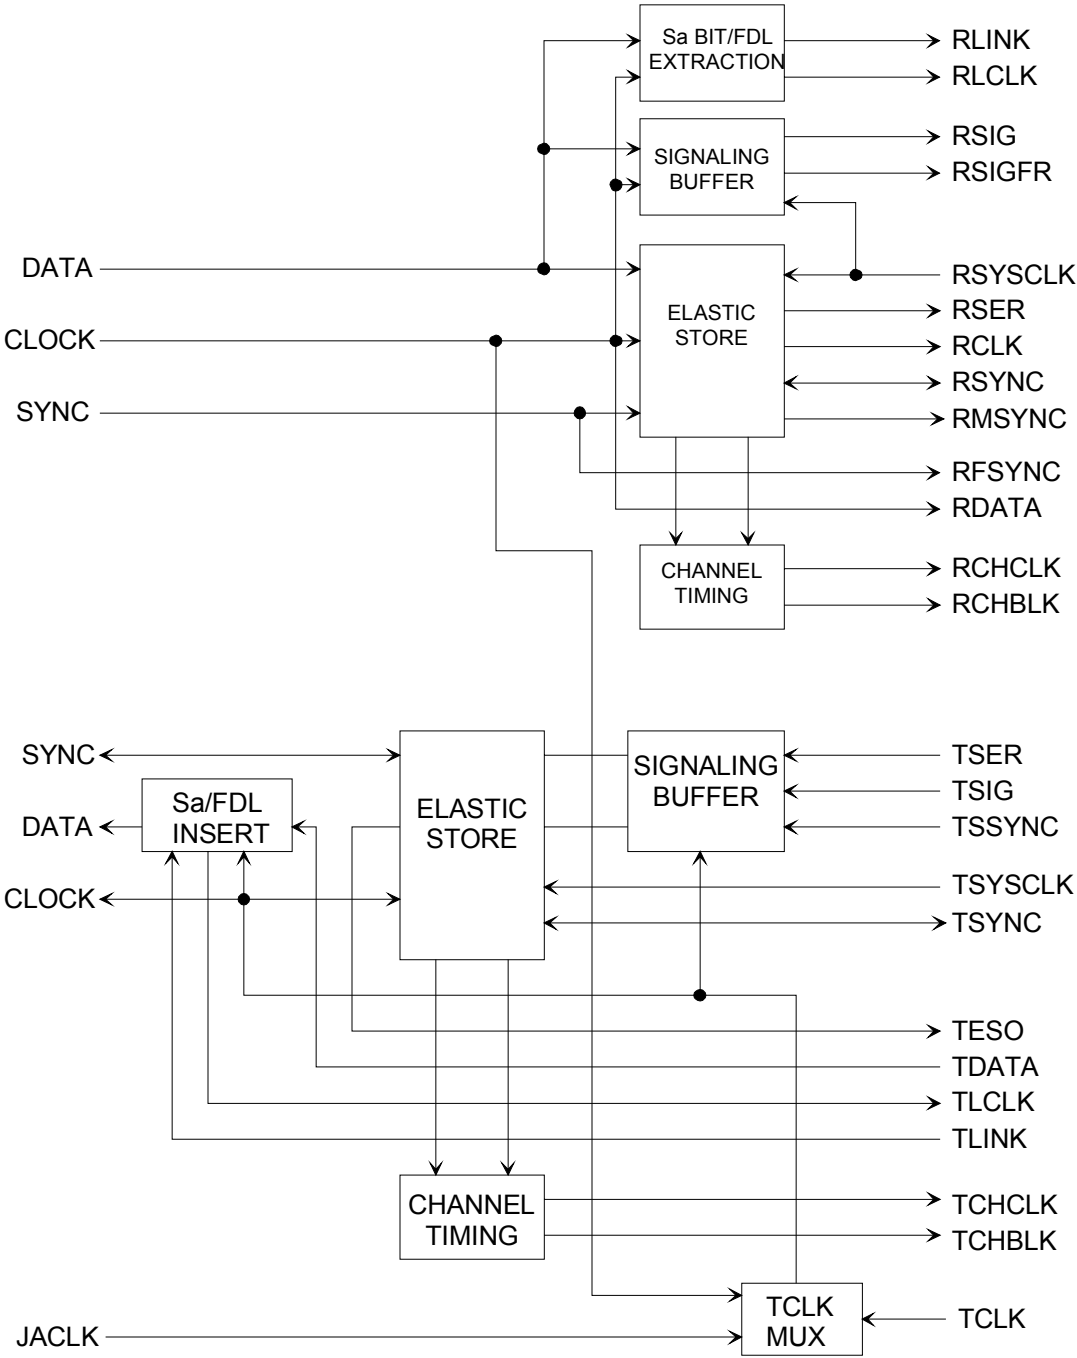 Sa BIT/FDL
EXTRACTION
RLINK
RLCLK
SIGNALING
BUFFER
RSIG
RSIGFR
DATA
CLOCK
SYNC
ELASTIC
STORE
RSYSCLK
RSER
RCLK
RSYNC
RMSYNC
RFSYNC
RDATA
CHANNEL
TIMING
RCHCLK
RCHBLK
SYNC
DATA
CLOCK
Sa/FDL
INSERT
ELASTIC
STORE
SIGNALING
BUFFER
TSER
TSIG
TSSYNC
TSYSCLK
TSYNC
TESO
TDATA
TLCLK
TLINK
CHANNEL
TIMING
TCHCLK
TCHBLK
JACLK
TCLK
MUX
TCLK